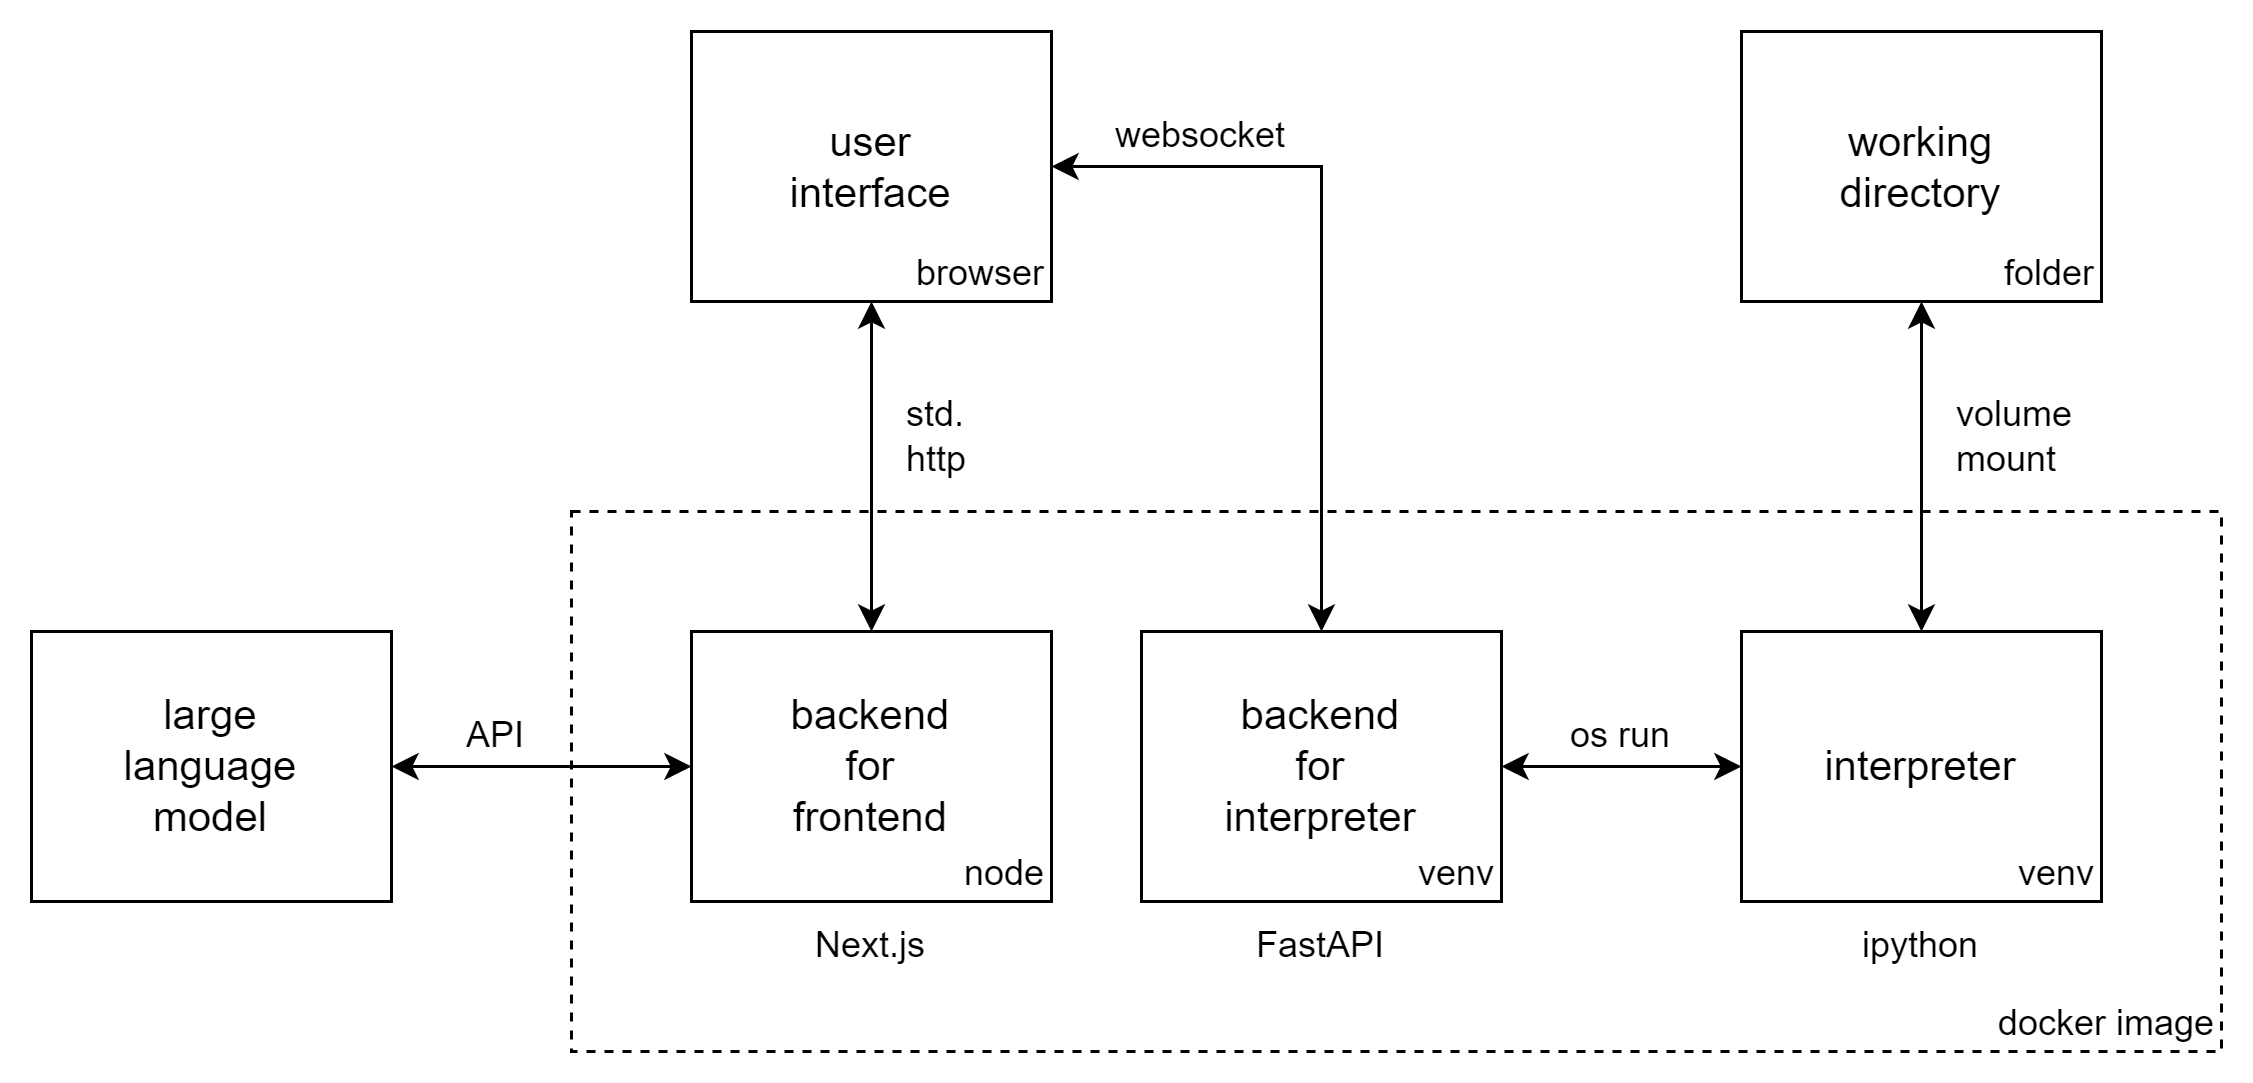 user
interface
browser
websocket
working
directory
folder
std.
http
volume
mount
large
language
model
API
backend
for
frontend
node
Next.js
backend
for
interpreter
venv
FastAPI
os run
interpreter
venv
ipython
docker image